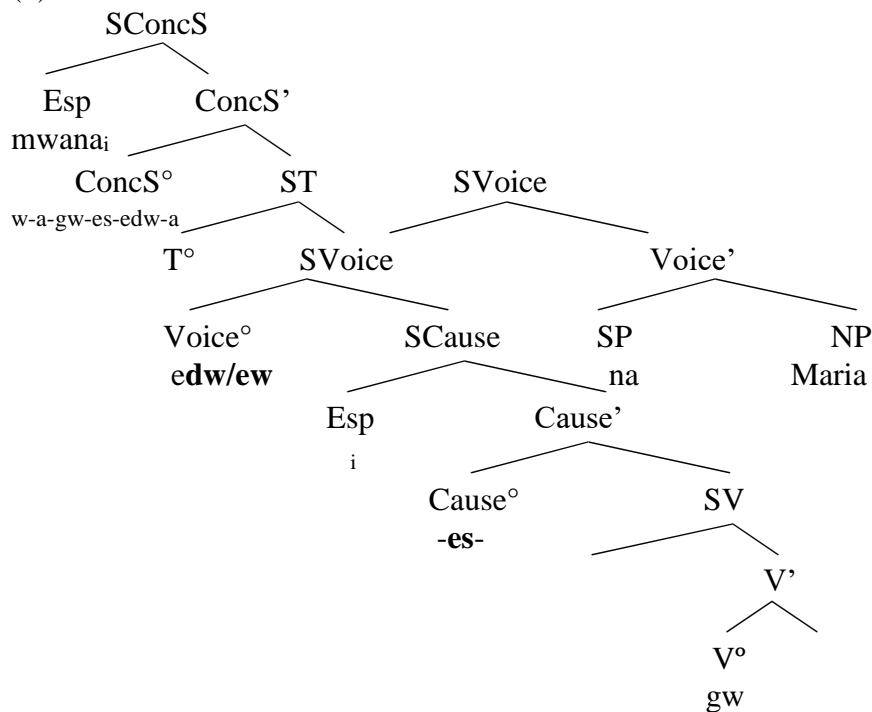 SConcS
Esp ConcS’
mwanai
ConcS° ST SVoice
w-a-gw-es-edw-a
T° SVoice Voice’
Voice° SCause SP NP
edw/ew na Maria
Esp Cause’
i
Cause° SV
-es-
V’
Vº
gw